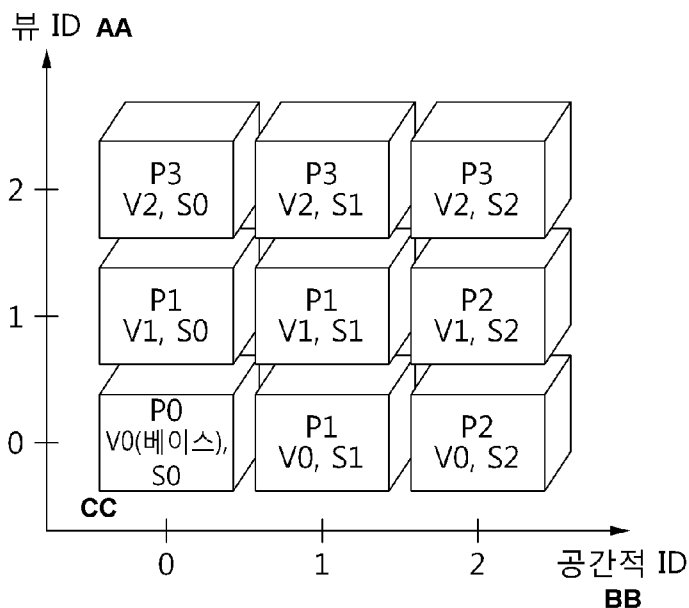 뷰 ID AA
2
P3
V2, S0
P3
V2, S1
P3
V2, S2
1
P1
V1, S0
P1
V1, S1
P2
V1, S2
0
P0
V0(베이스),
S0
P1
V0, S1
P2
V0, S2
CC
0
1
2
공간적 ID
BB